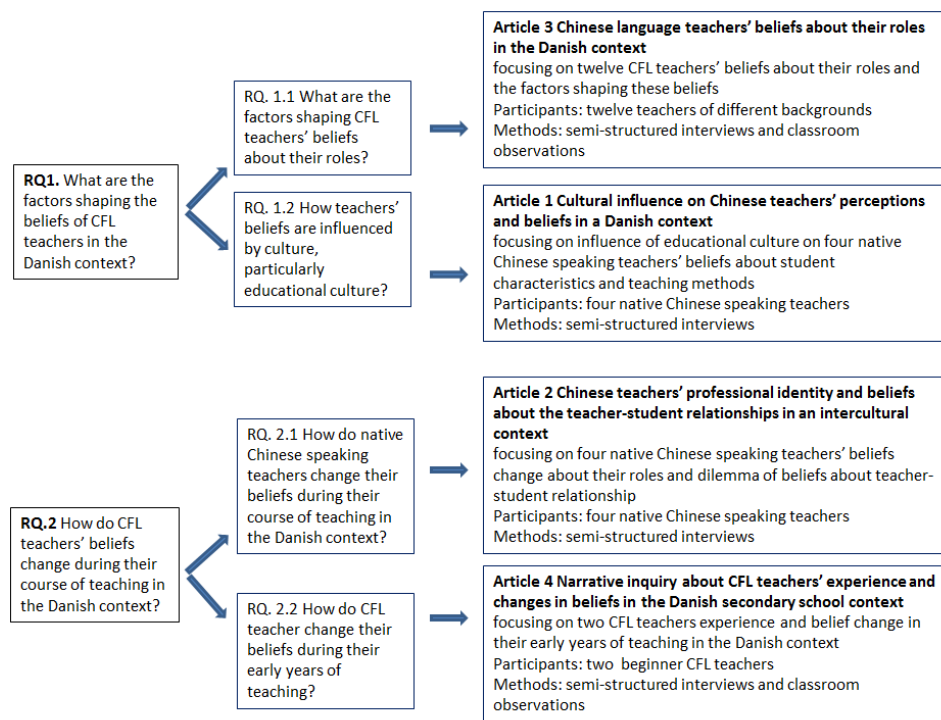 RQ1. What are the
factors shaping the
beliefs of CFL
teachers in the
Danish context?
RQ. 1.1 What are the
factors shaping CFL
teachers’ beliefs
about their roles?
Article 3 Chinese language teachers’ beliefs about their roles
in the Danish context
focusing on twelve CFL teachers’ beliefs about their roles and
the factors shaping these beliefs
Participants: twelve teachers of different backgrounds
Methods: semi-structured interviews and classroom
observations
RQ. 1.2 How teachers’
beliefs are influenced
by culture,
particularly
educational culture?
Article 1 Cultural influence on Chinese teachers’ perceptions
and beliefs in a Danish context
focusing on influence of educational culture on four native
Chinese speaking teachers’ beliefs about student
characteristics and teaching methods
Participants: four native Chinese speaking teachers
Methods: semi-structured interviews
RQ.2 How do CFL
teachers’ beliefs
change during their
course of teaching in
the Danish context?
RQ. 2.1 How do native
Chinese speaking
teachers change their
beliefs during their
course of teaching in
the Danish context?
Article 2 Chinese teachers’ professional identity and beliefs
about the teacher-student relationships in an intercultural
context
focusing on four native Chinese speaking teachers’ beliefs
change about their roles and dilemma of beliefs about teacher-
student relationship
Participants: four native Chinese speaking teachers
Methods: semi-structured interviews
RQ. 2.2 How do CFL
teacher change their
beliefs during their
early years of
teaching?
Article 4 Narrative inquiry about CFL teachers’ experience and
changes in beliefs in the Danish secondary school context
focusing on two CFL teachers experience and belief change in
their early years of teaching in the Danish context
Participants: two beginner CFL teachers
Methods: semi-structured interviews and classroom
observations